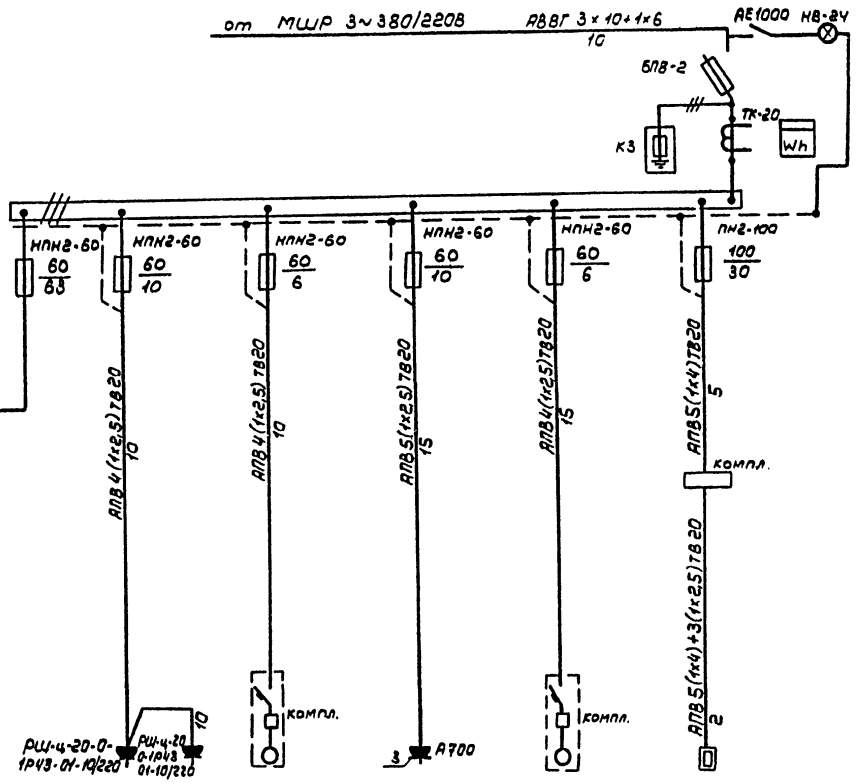 от МШР 3~380/220В АВВГ 3×10+1×6
10
АЕ1000 НВ-24
БПВ-2
ТК-20
КЗ
Wh
НПН2-60 НПН2-60 НПН2-60 НПН2-60 НПН2-60 ПН2-100
60 60 60 60 60 100
63 10 6 10 6 30
АПВ4(1×2,5)ТВ20
10
АПВ4(1×2,5)ТВ20
10
АПВ5(1×2,5)ТВ20
15
АПВ4(1×2,5)ТВ20
15
АПВ5(1×4)ТВ20
5
КОМПЛ.
АПВ5(1×4)+3(1×2,5)ТВ20
2
10
КОМПЛ.
КОМПЛ.
РШ-ц-20-0-
1Р43-01-10/220
РШ-ц-20
0-1Р43
01-10/220
3 А700